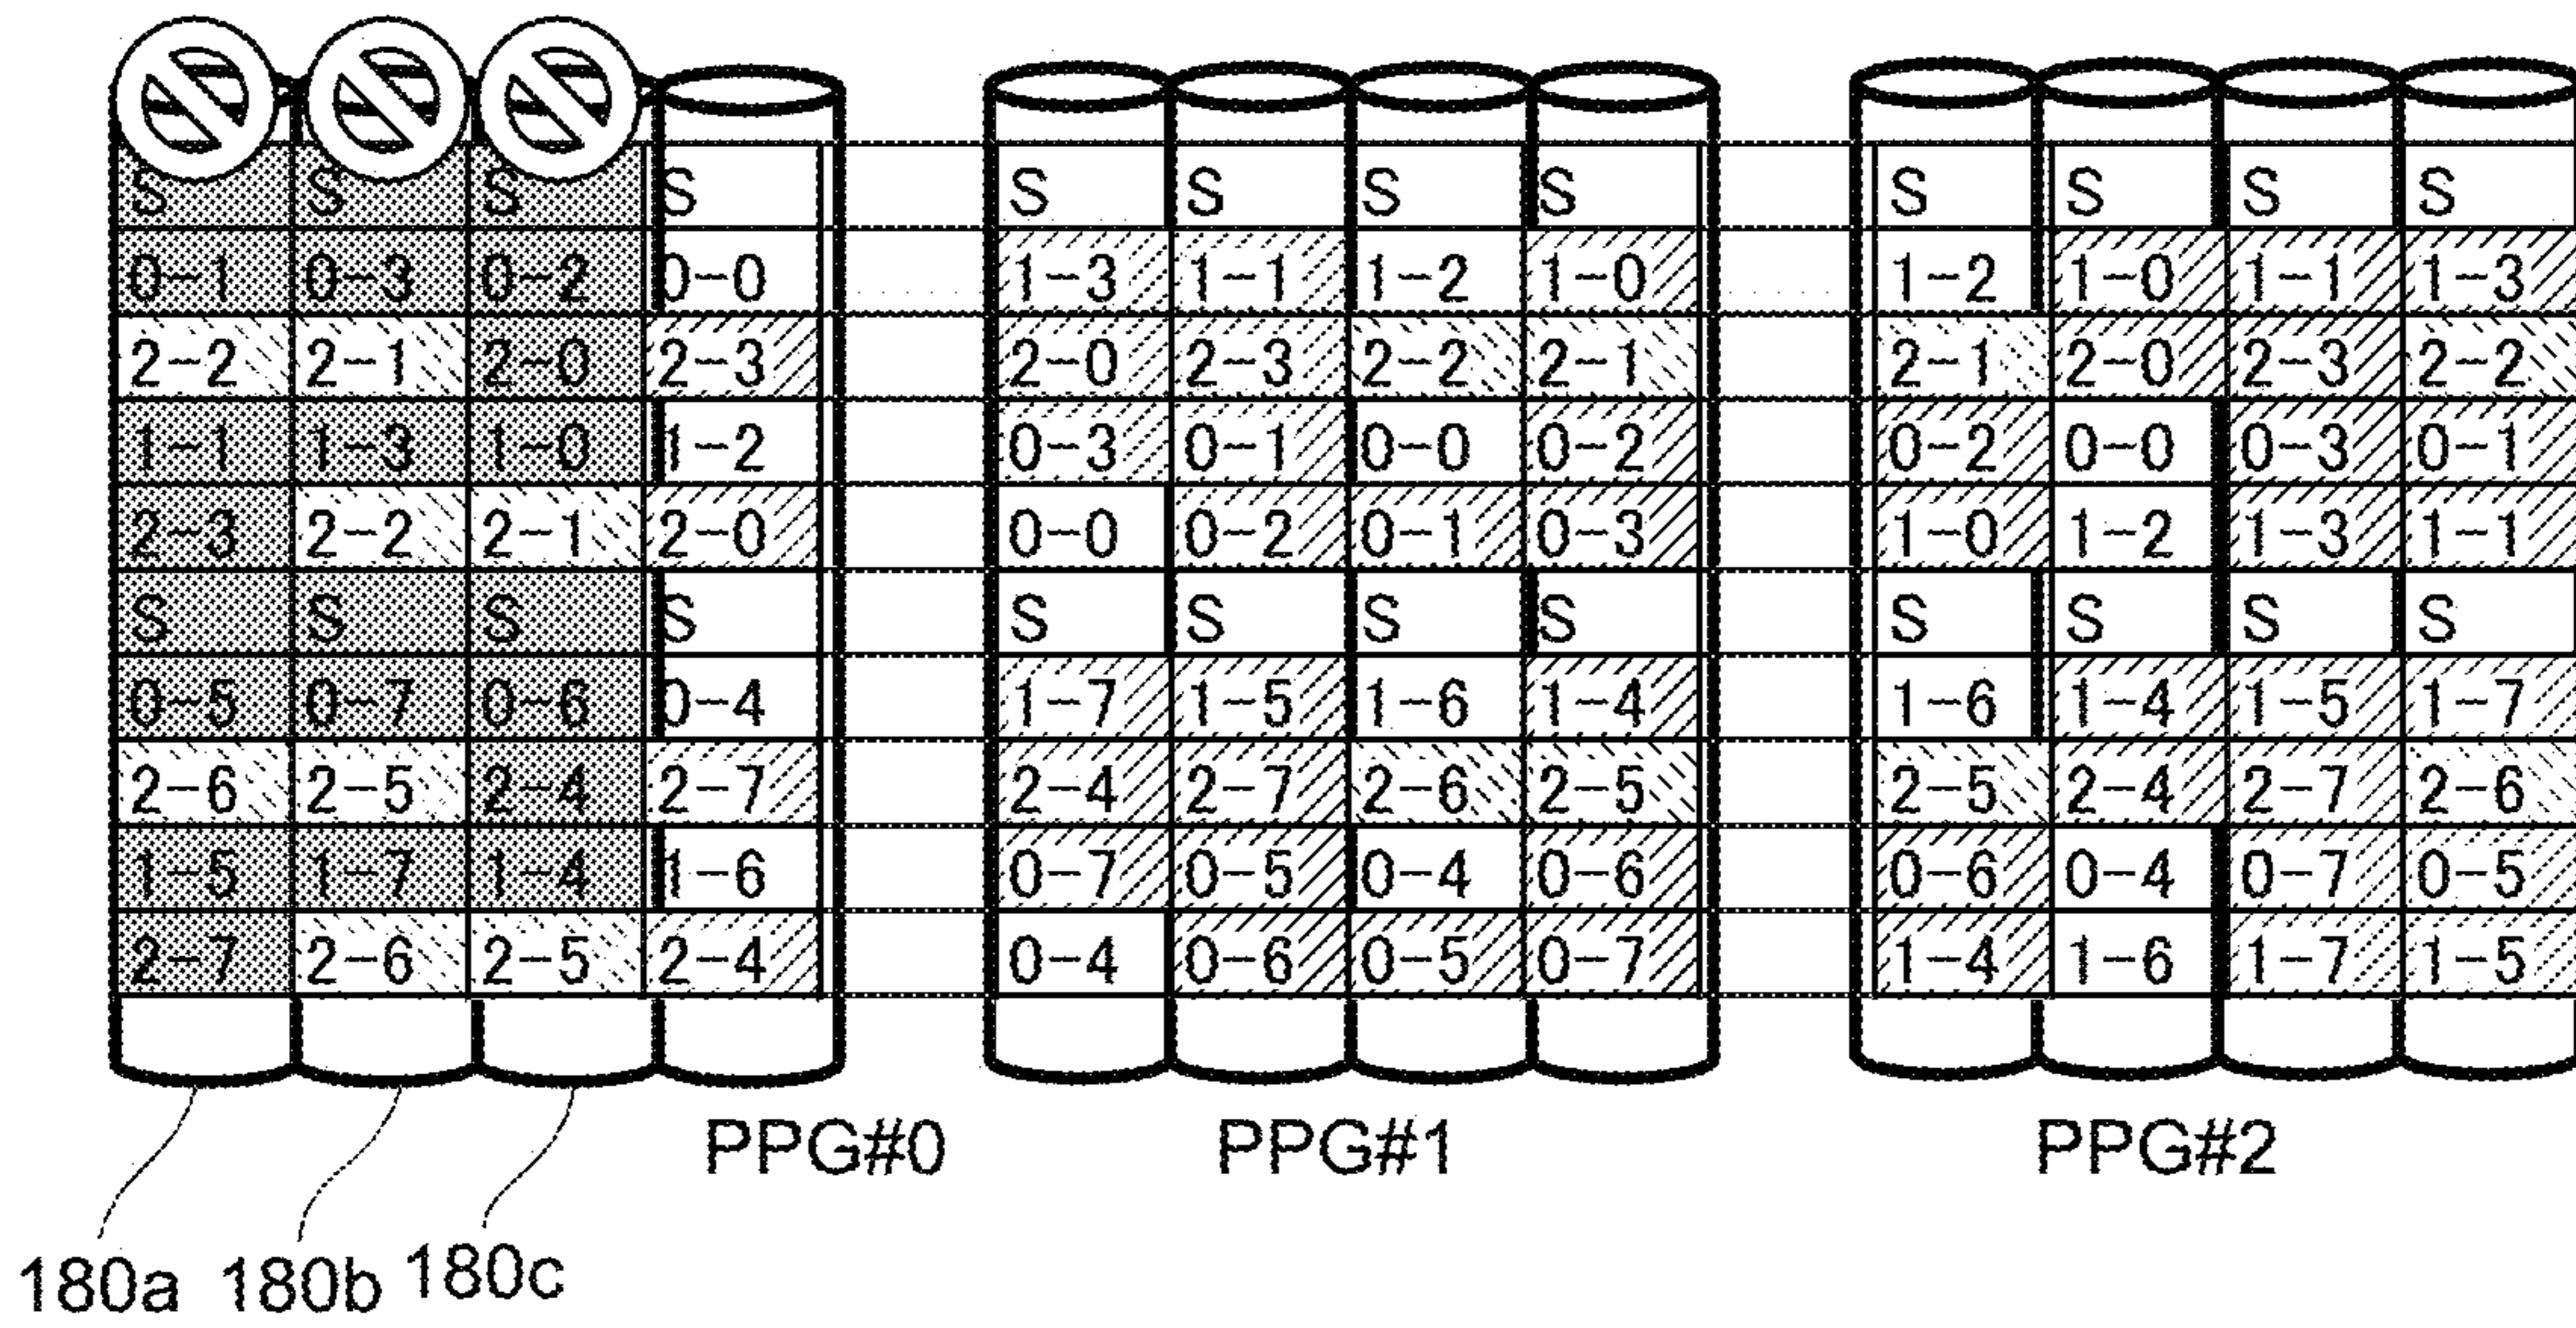 S S S S S S S S S S S S
0-1 0-3 0-2 0-0 1-3 1-1 1-2 1-0 1-2 1-0 1-1 1-3
2-2 2-1 2-0 2-3 2-0 2-3 2-2 2-1 2-1 2-0 2-3 2-2
1-1 1-3 1-0 1-2 0-3 0-1 0-0 0-2 0-2 0-0 0-3 0-1
2-3 2-2 2-1 2-0 0-0 0-2 0-1 0-3 1-0 1-2 1-3 1-1
S S S S S S S S S S S S
0-5 0-7 0-6 0-4 1-7 1-5 1-6 1-4 1-6 1-4 1-5 1-7
2-6 2-5 2-4 2-7 2-4 2-7 2-6 2-5 2-5 2-4 2-7 2-6
1-5 1-7 1-4 1-6 0-7 0-5 0-4 0-6 0-6 0-4 0-7 0-5
2-7 2-6 2-5 2-4 0-4 0-6 0-5 0-7 1-4 1-6 1-7 1-5
PPG#0 PPG#1 PPG#2
180a 180b 180c